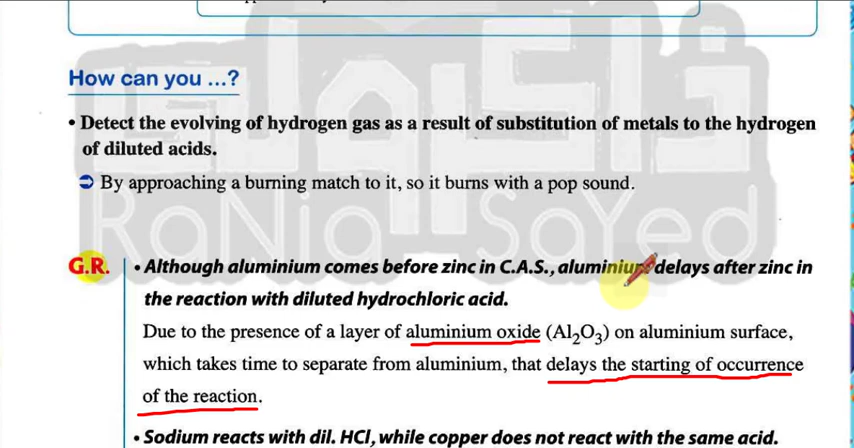 How can you ...?
• Detect the evolving of hydrogen gas as a result of substitution of metals to the hydrogen
of diluted acids.
➲ By approaching a burning match to it, so it burns with a pop sound.
RaNia SaYed
G.R. • Although aluminium comes before zinc in C.A.S., aluminium delays after zinc in
the reaction with diluted hydrochloric acid.
Due to the presence of a layer of aluminium oxide (Al₂O₃) on aluminium surface,
which takes time to separate from aluminium, that delays the starting of occurrence
of the reaction.
• Sodium reacts with dil. HCl, while copper does not react with the same acid.